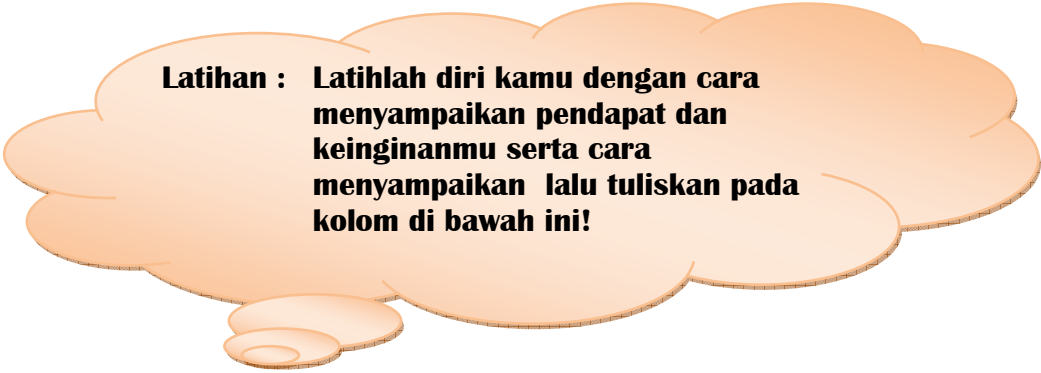 Latihan : Latihlah diri kamu dengan cara
menyampaikan pendapat dan
keinginanmu serta cara
menyampaikan lalu tuliskan pada
kolom di bawah ini!